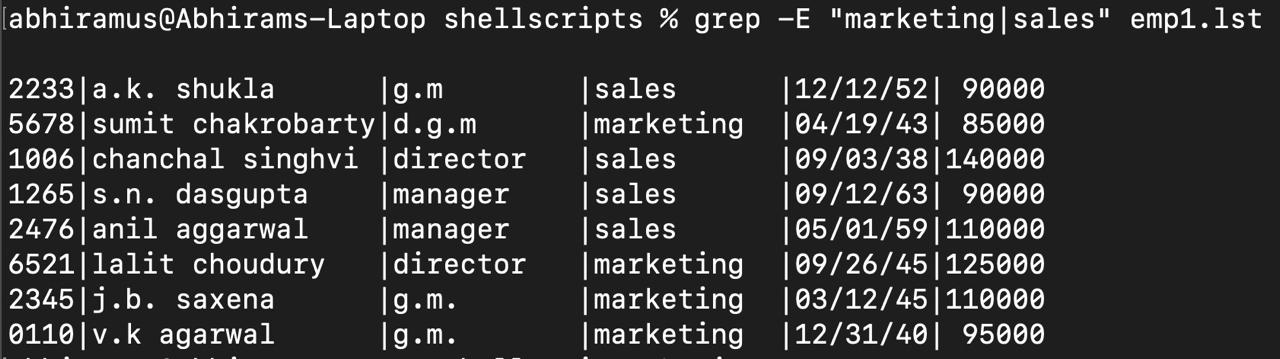 abhiramus@Abhirams-Laptop shellscripts % grep -E "marketing|sales" emp1.lst
2233|a.k. shukla      |g.m       |sales     |12/12/52| 90000
5678|sumit chakrobarty|d.g.m     |marketing |04/19/43| 85000
1006|chanchal singhvi |director  |sales     |09/03/38|140000
1265|s.n. dasgupta    |manager   |sales     |09/12/63| 90000
2476|anil aggarwal    |manager   |sales     |05/01/59|110000
6521|lalit choudury   |director  |marketing |09/26/45|125000
2345|j.b. saxena      |g.m.      |marketing |03/12/45|110000
0110|v.k agarwal      |g.m.      |marketing |12/31/40| 95000